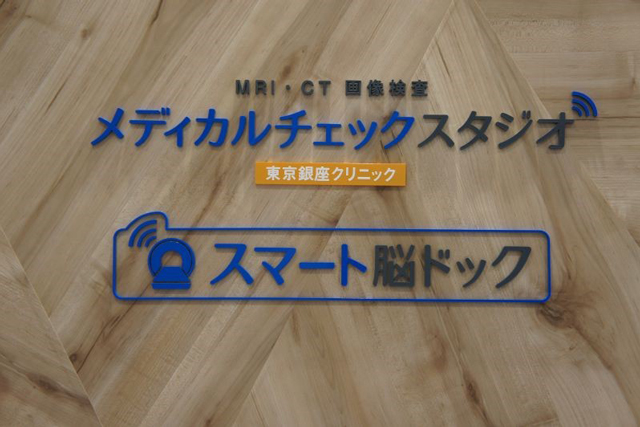 MRI・CT 画像検査
メディカルチェックスタジオ
東京銀座クリニック
スマート脳ドック